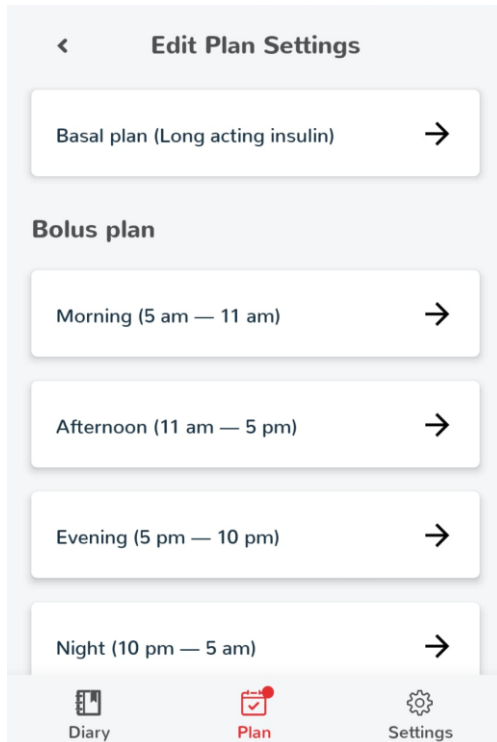 Edit Plan Settings
Basal plan (Long acting insulin)
Bolus plan
Morning (5 am — 11 am)
Afternoon (11 am — 5 pm)
Evening (5 pm — 10 pm)
Night (10 pm — 5 am)
Diary
Plan
Settings